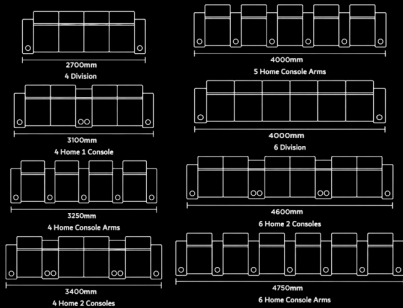 2700mm
4 Division
3100mm
4 Home 1 Console
3250mm
4 Home Console Arms
3400mm
4 Home 2 Consoles
4000mm
5 Home Console Arms
4000mm
6 Division
4600mm
6 Home 2 Consoles
4750mm
6 Home Console Arms